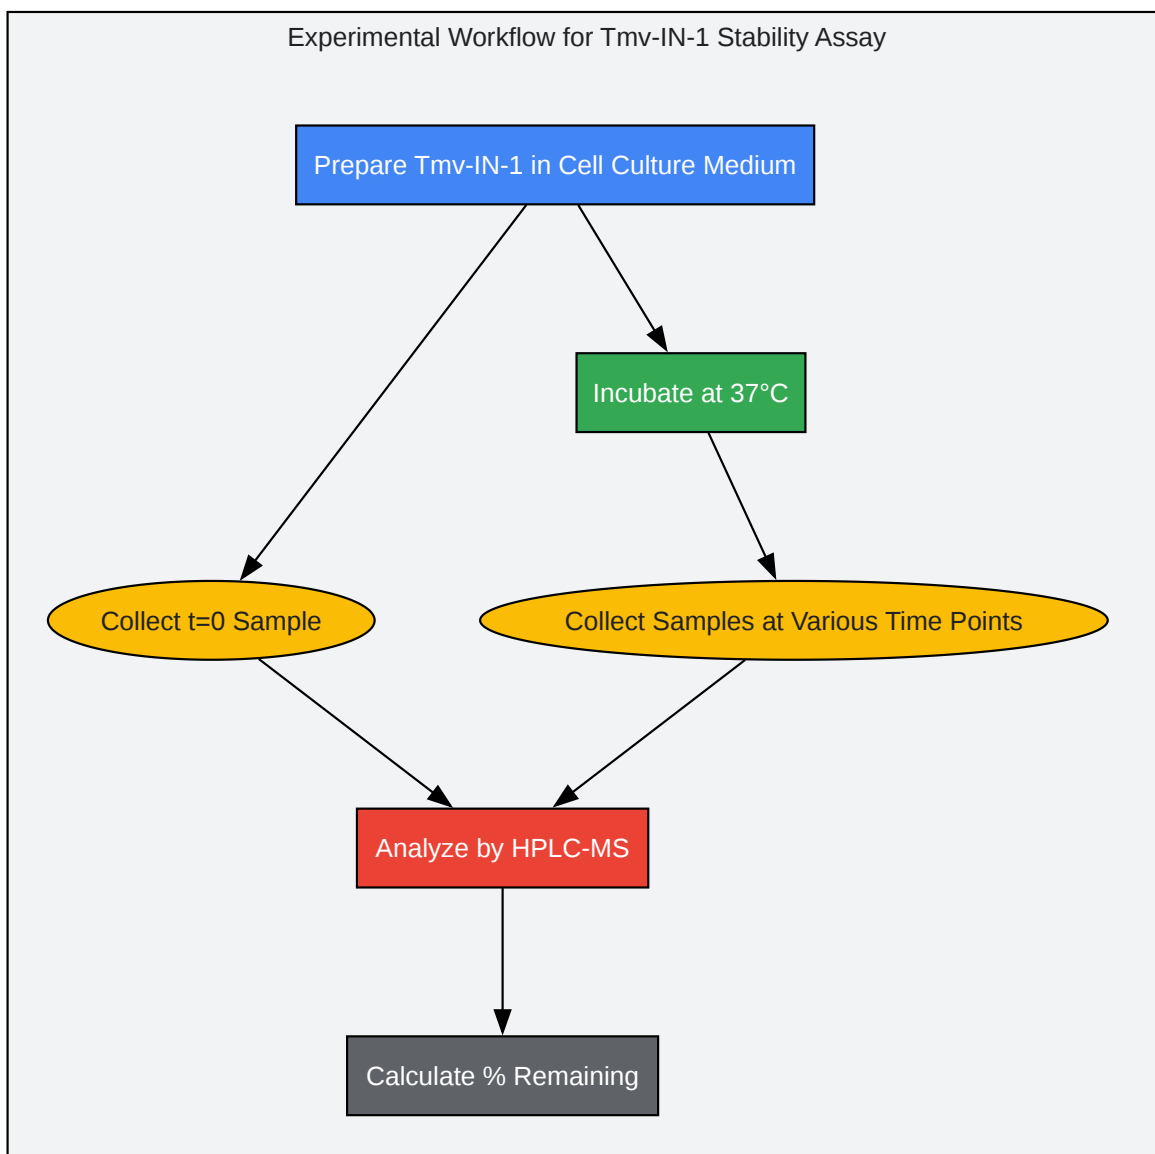 Experimental Workflow for Tmv-IN-1 Stability Assay
Prepare Tmv-IN-1 in Cell Culture Medium
Incubate at 37°C
Collect t=0 Sample
Collect Samples at Various Time Points
Analyze by HPLC-MS
Calculate % Remaining